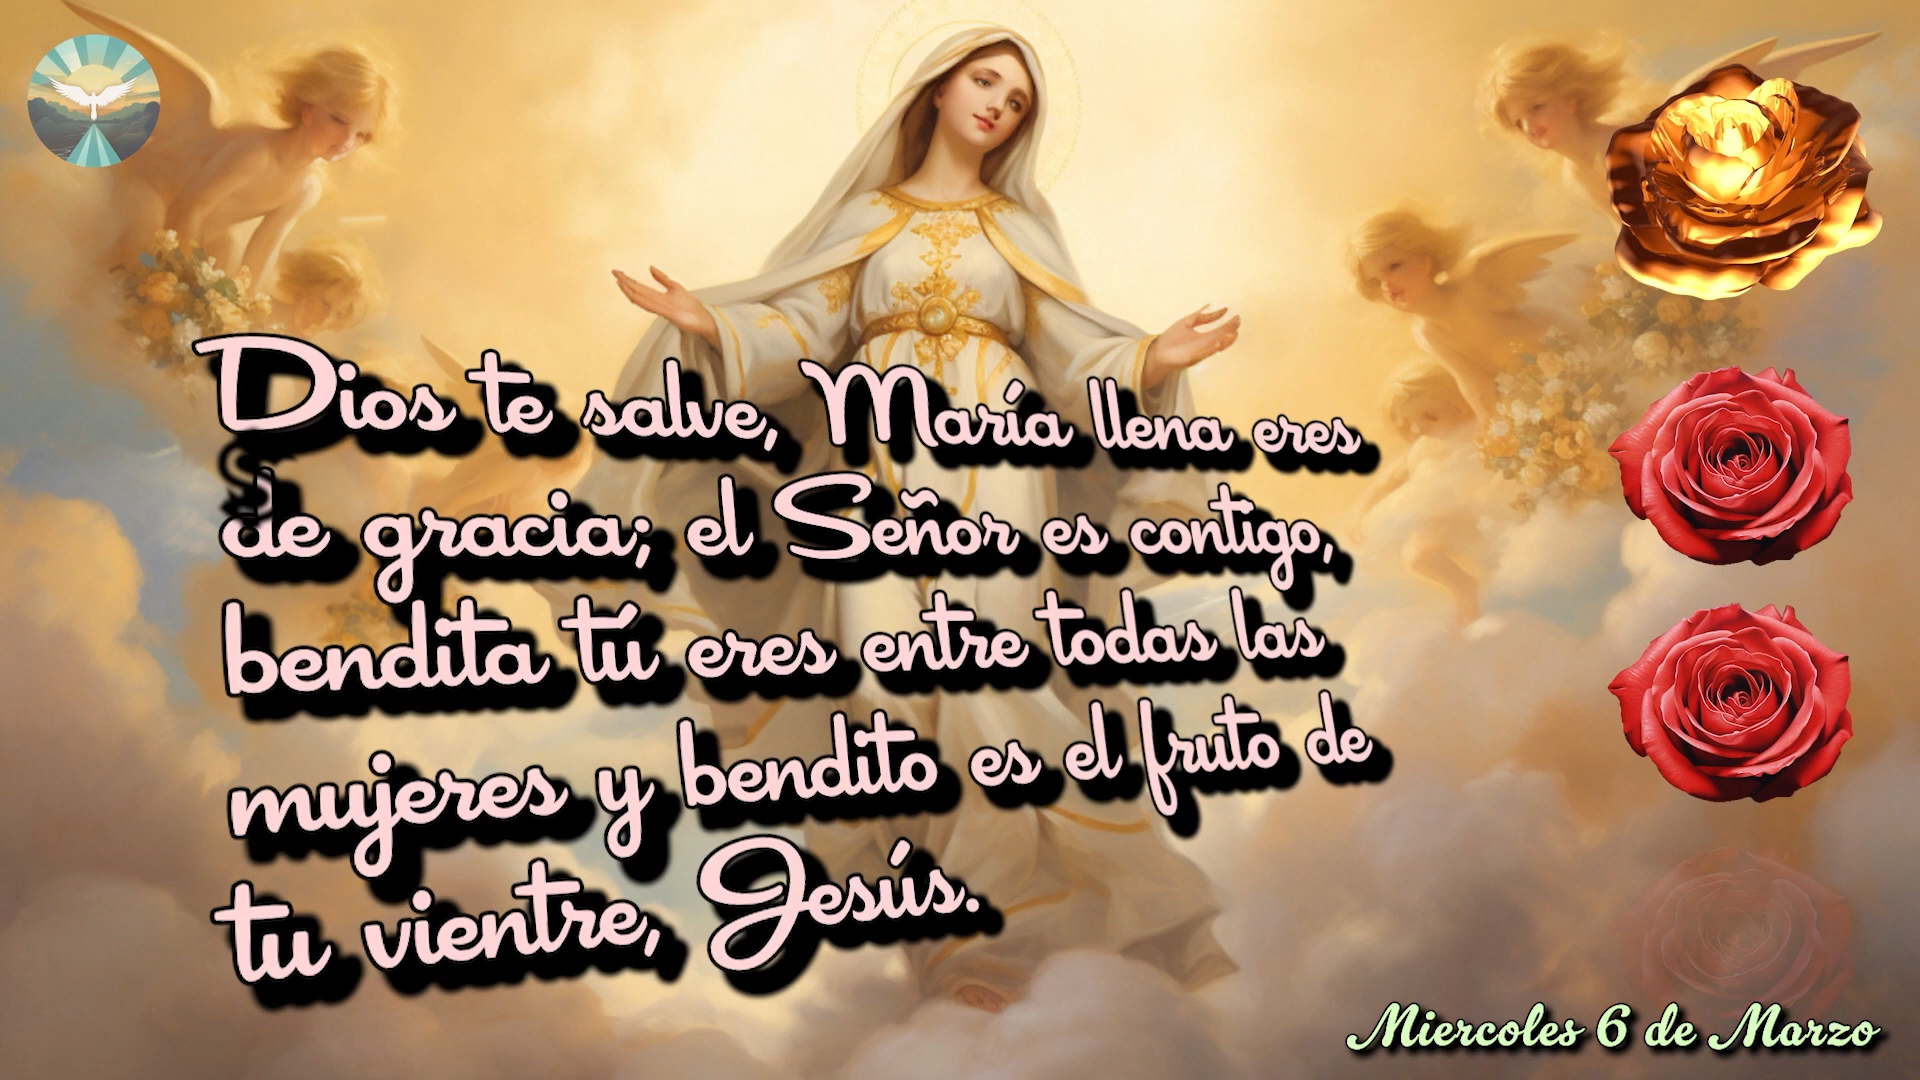 Dios te salve, María llena eres
de gracia; el Señor es contigo,
bendita tú eres entre todas las
mujeres y bendito es el fruto de
tu vientre, Jesús.
Miercoles 6 de Marzo